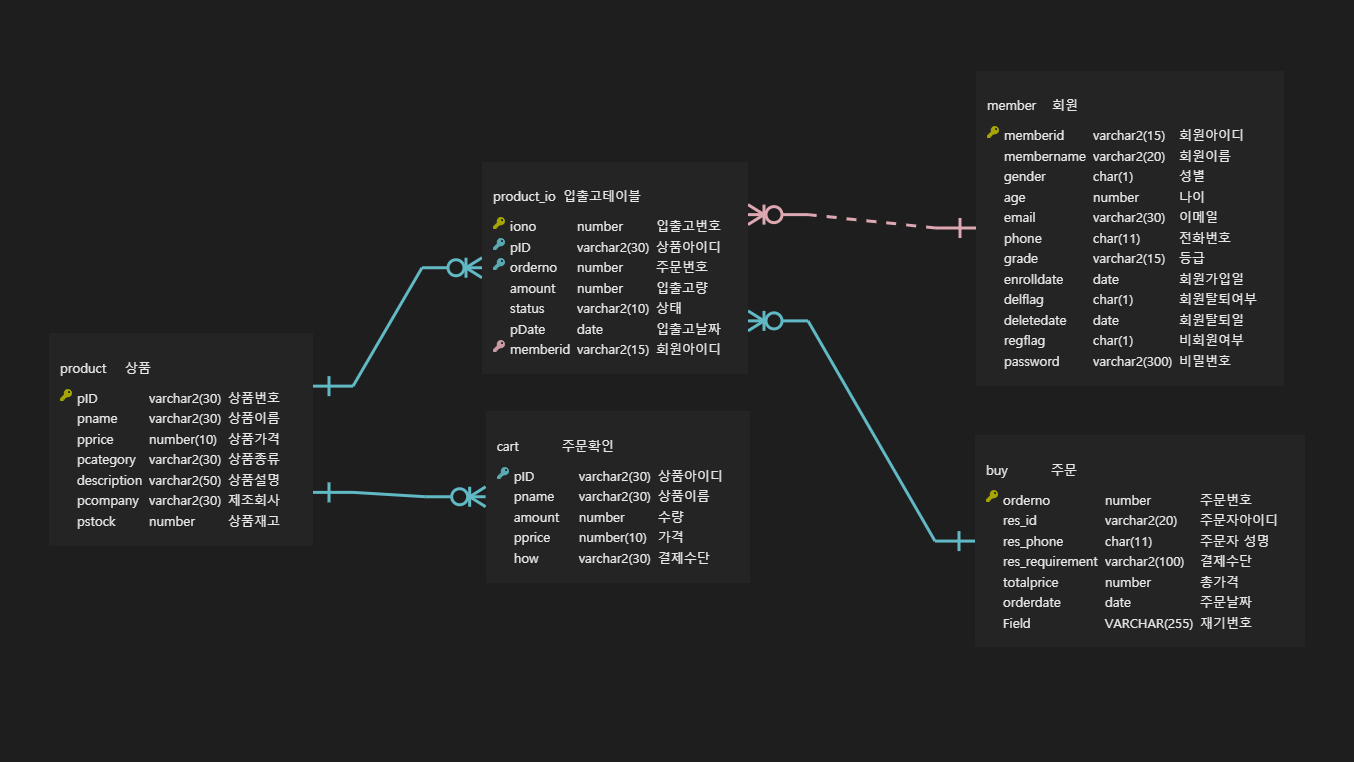 product 상품
pID varchar2(30) 상품번호
pname varchar2(30) 상품이름
pprice number(10) 상품가격
pcategory varchar2(30) 상품종류
description varchar2(50) 상품설명
pcompany varchar2(30) 제조회사
pstock number 상품재고
product_io 입출고테이블
iono number 입출고번호
pID varchar2(30) 상품아이디
orderno number 주문번호
amount number 입출고량
status varchar2(10) 상태
pDate date 입출고날짜
memberid varchar2(15) 회원아이디
cart 주문확인
pID varchar2(30) 상품아이디
pname varchar2(30) 상품이름
amount number 수량
pprice number(10) 가격
how varchar2(30) 결제수단
member 회원
memberid varchar2(15) 회원아이디
membername varchar2(20) 회원이름
gender char(1) 성별
age number 나이
email varchar2(30) 이메일
phone char(11) 전화번호
grade varchar2(15) 등급
enrolldate date 회원가입일
delflag char(1) 회원탈퇴여부
deletedate date 회원탈퇴일
regflag char(1) 비회원여부
password varchar2(300) 비밀번호
buy 주문
orderno number 주문번호
res_id varchar2(20) 주문자아이디
res_phone char(11) 주문자 성명
res_requirement varchar2(100) 결제수단
totalprice number 총가격
orderdate date 주문날짜
Field VARCHAR(255) 재기번호